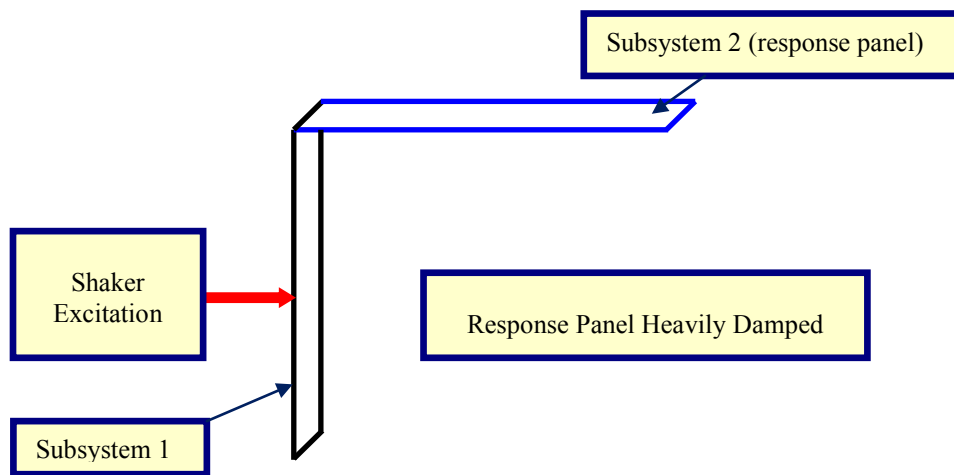 Subsystem 2 (response panel)
Shaker
Excitation
Response Panel Heavily Damped
Subsystem 1